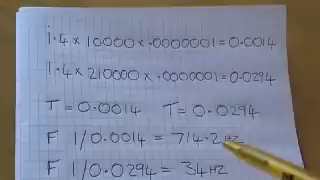 1.4 x 10000 x .0000001 = 0.0014
1.4 x 210000 x .0000001 = 0.0294
T = 0.0014 T = 0.0294
F 1/0.0014 = 714.2 Hz
F 1/0.0294 = 34 Hz